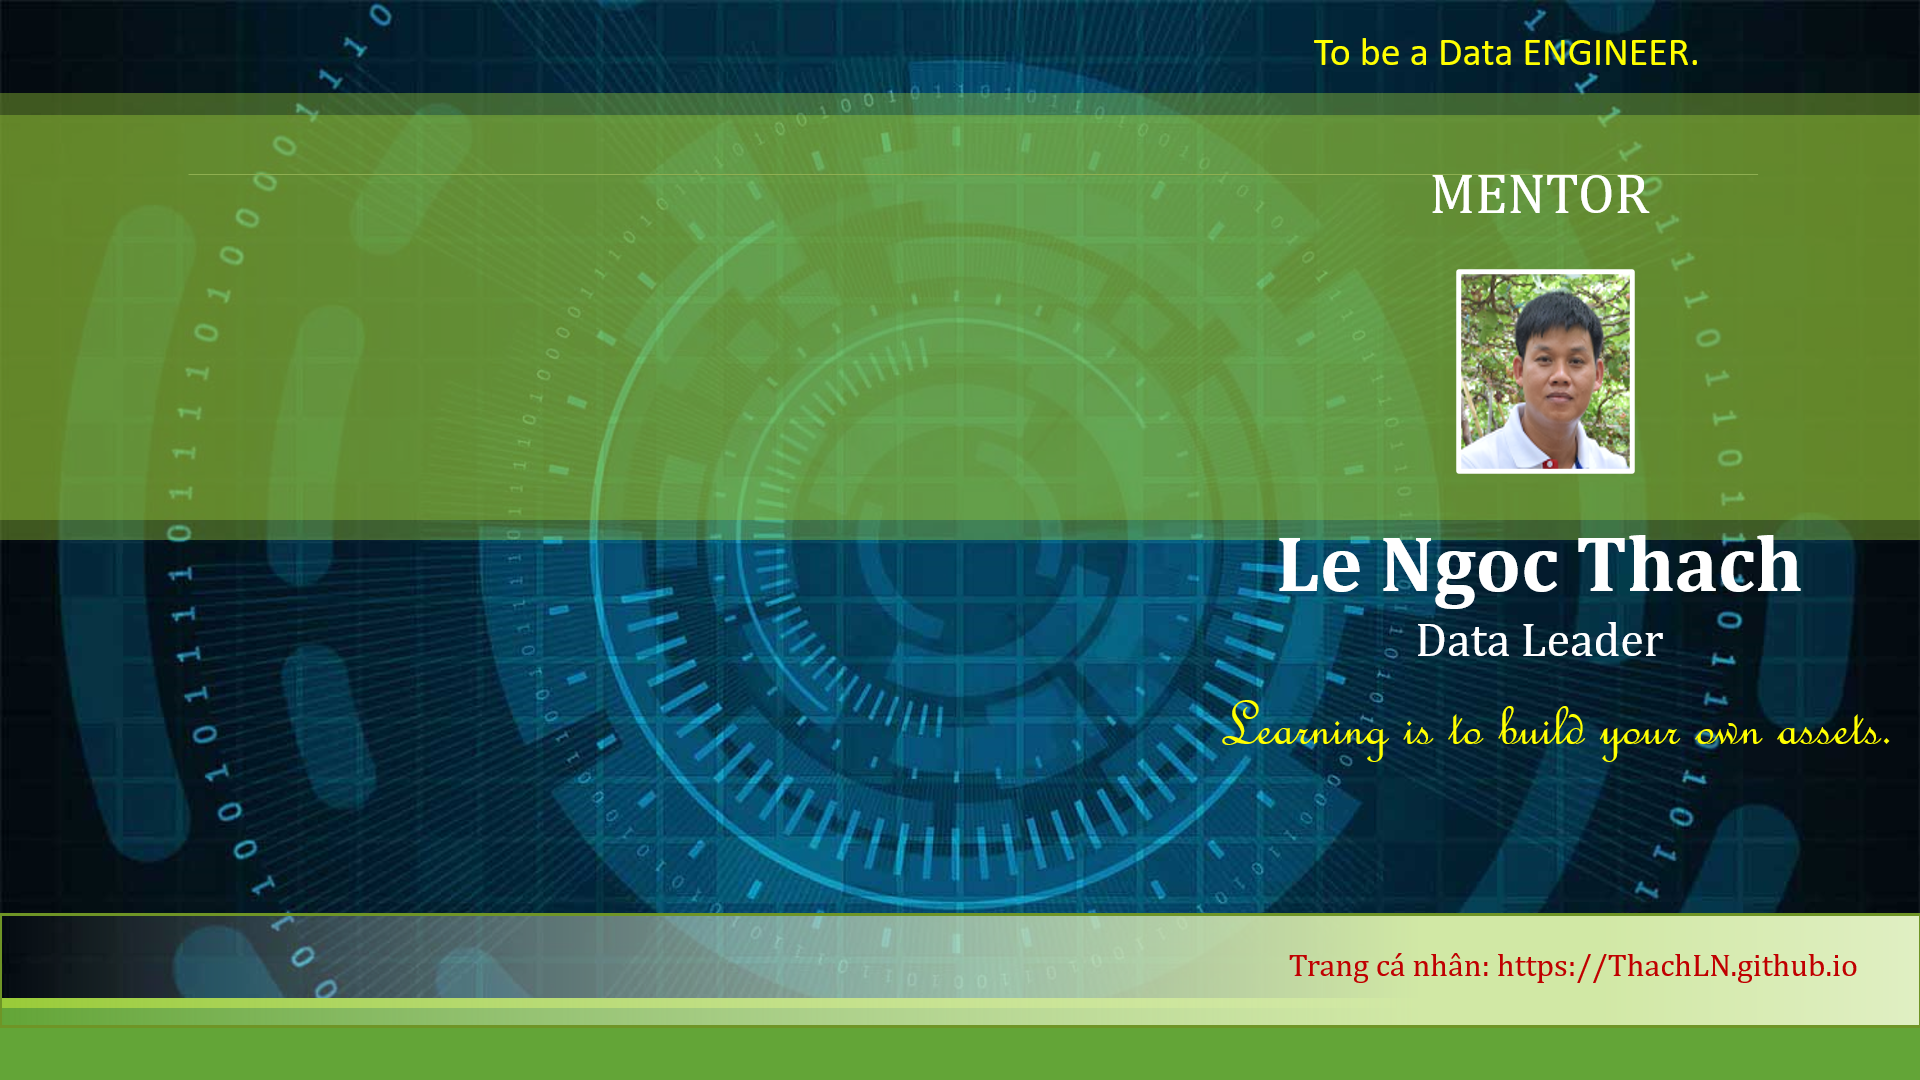 To be a Data ENGINEER.
MENTOR
Le Ngoc Thach
Data Leader
Learning is to build your own assets.
Trang cá nhân: https://ThachLN.github.io